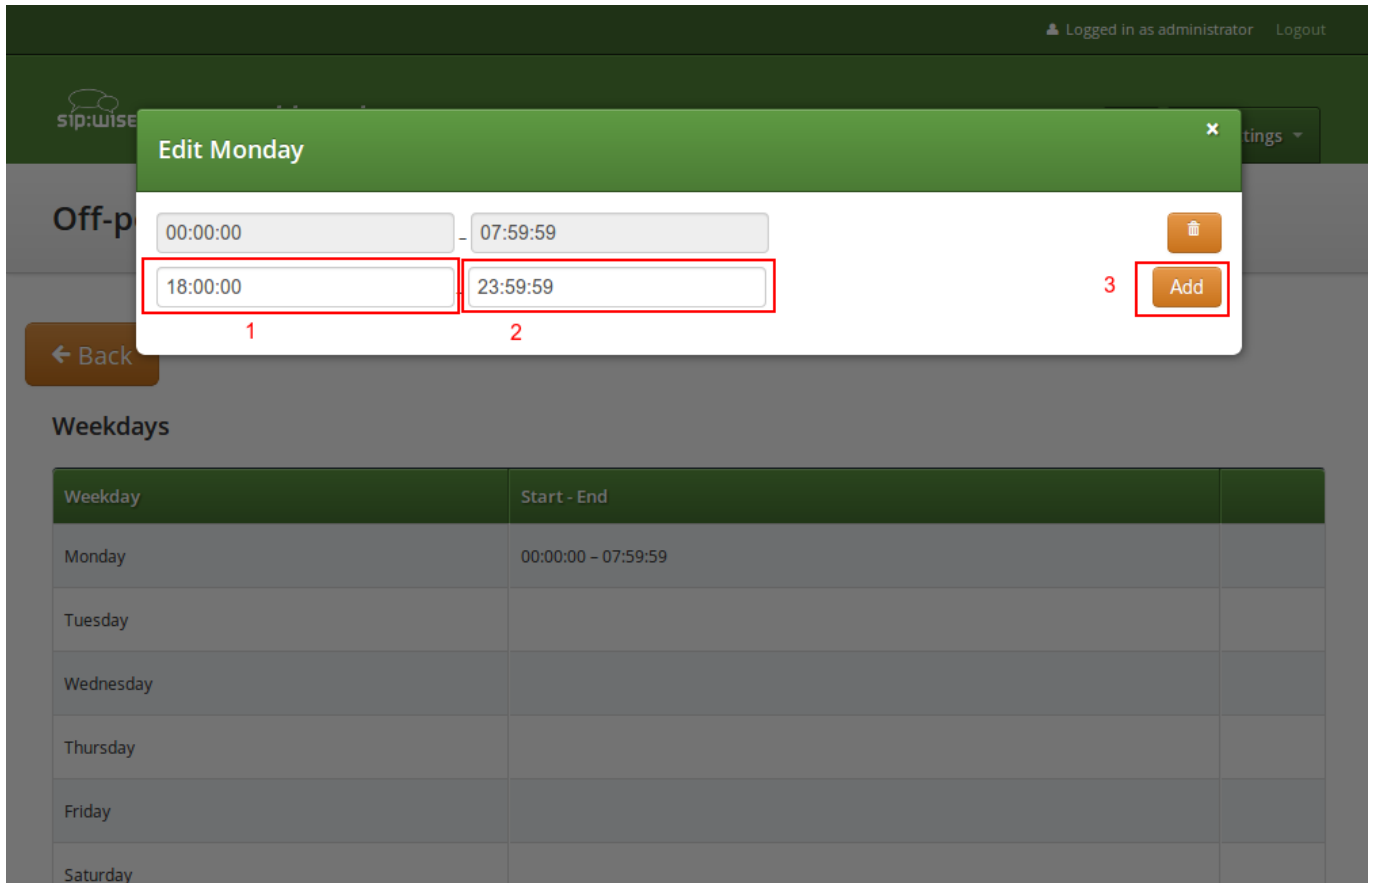 Logged in as administrator Logout
sip:wise
Edit Monday ×
tings
Off-p
00:00:00 – 07:59:59
18:00:00 - 23:59:59 3 Add
1 2
Back
Weekdays
Weekday Start - End
Monday 00:00:00 – 07:59:59
Tuesday
Wednesday
Thursday
Friday
Saturday